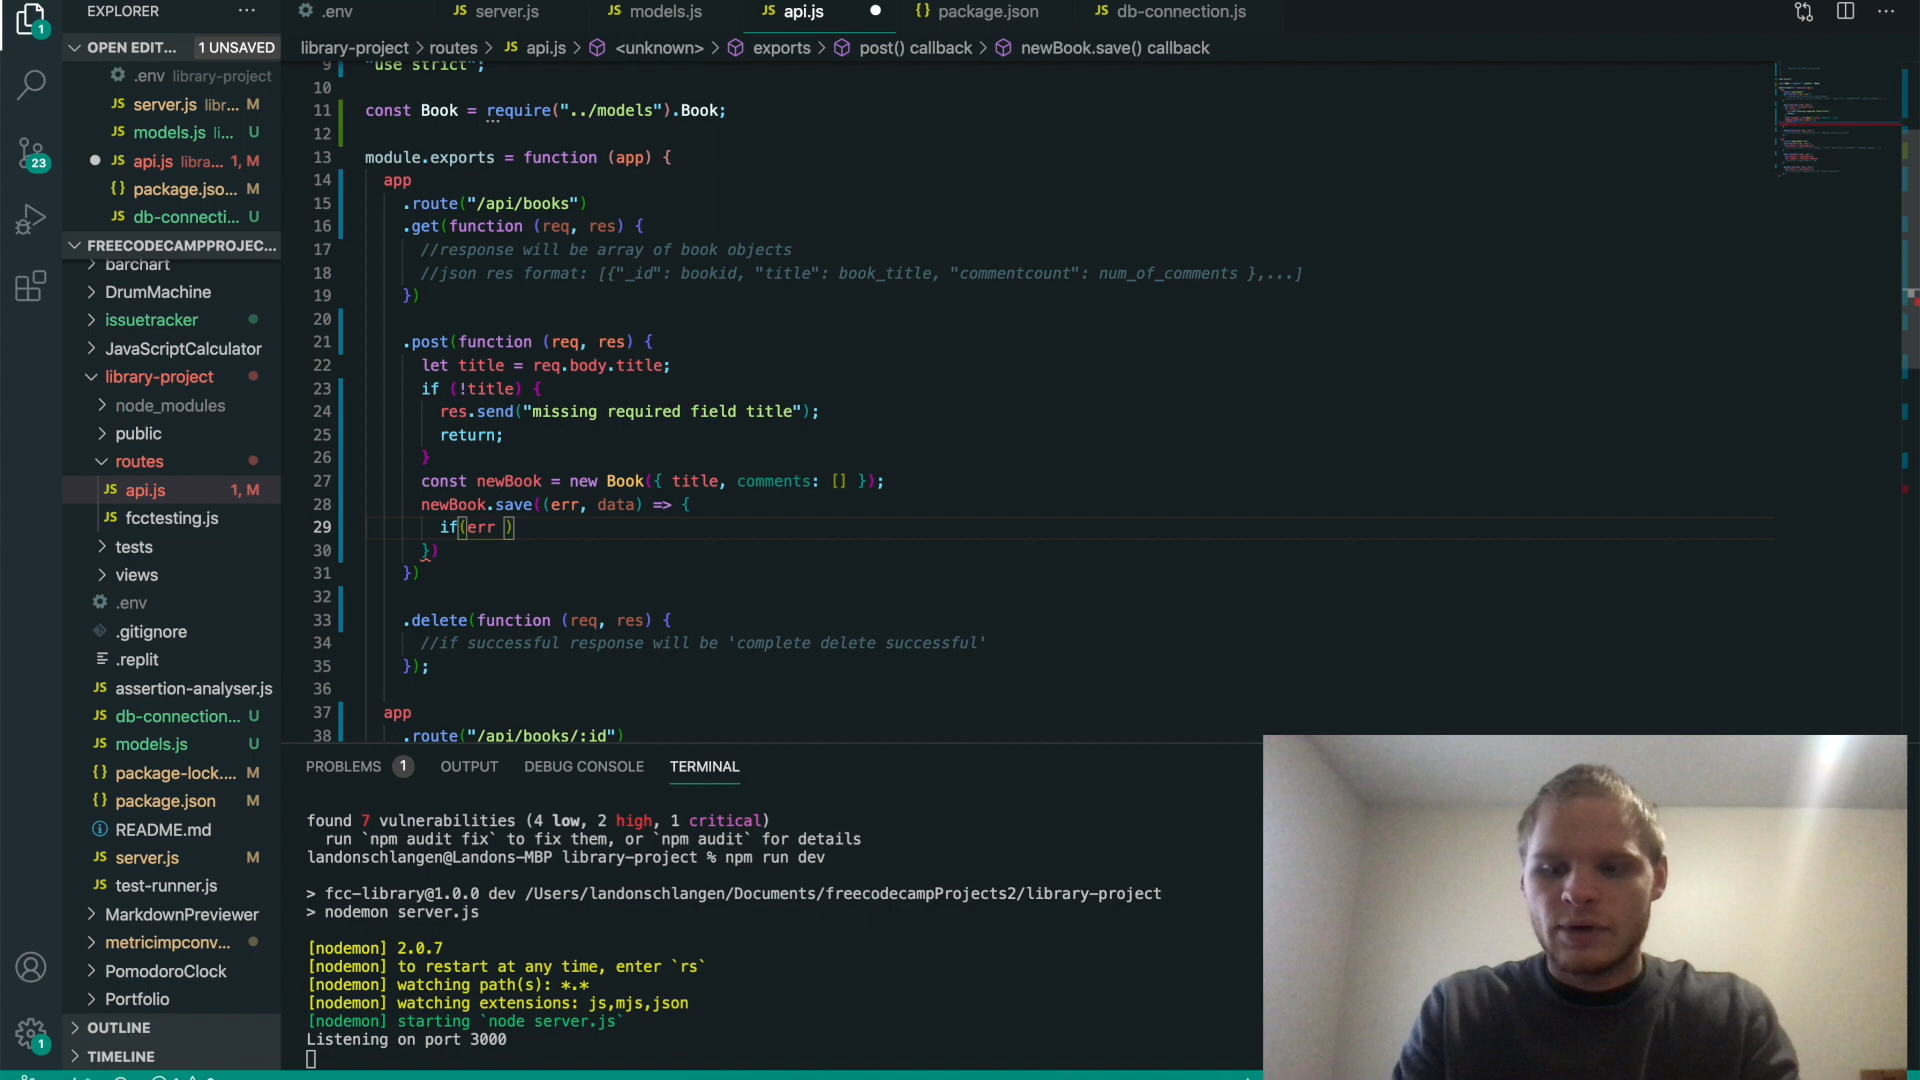 EXPLORER
.env
JS server.js
JS models.js
JS api.js
{} package.json
JS db-connection.js
1
OPEN EDIT... 1 UNSAVED
library-project > routes > JS api.js > <unknown> > exports > post() callback > newBook.save() callback
.env library-project
JS server.js libr... M
JS models.js li... U
JS api.js libra... 1, M
{} package.jso... M
JS db-connecti... U
23
FREECODECAMPPROJEC...
barchart
DrumMachine
issuetracker
JavaScriptCalculator
library-project
node_modules
public
routes
JS api.js 1, M
JS fcctesting.js
tests
views
.env
.gitignore
.replit
JS assertion-analyser.js
JS db-connection... U
JS models.js U
{} package-lock.... M
{} package.json M
README.md
JS server.js M
JS test-runner.js
MarkdownPreviewer
metricimpconv...
PomodoroClock
Portfolio
OUTLINE
TIMELINE
1
9 "use strict";
10
11 const Book = require("../models").Book;
12
13 module.exports = function (app) {
14 app
15 .route("/api/books")
16 .get(function (req, res) {
17 //response will be array of book objects
18 //json res format: [{"_id": bookid, "title": book_title, "commentcount": num_of_comments },...]
19 })
20
21 .post(function (req, res) {
22 let title = req.body.title;
23 if (!title) {
24 res.send("missing required field title");
25 return;
26 }
27 const newBook = new Book({ title, comments: [] });
28 newBook.save((err, data) => {
29 if(err )
30 })
31 })
32
33 .delete(function (req, res) {
34 //if successful response will be 'complete delete successful'
35 });
36
37 app
38 .route("/api/books/:id")
PROBLEMS 1 OUTPUT DEBUG CONSOLE TERMINAL
found 7 vulnerabilities (4 low, 2 high, 1 critical)
run `npm audit fix` to fix them, or `npm audit` for details
landonschlangen@Landons-MBP library-project % npm run dev
> fcc-library@1.0.0 dev /Users/landonschlangen/Documents/freecodecampProjects2/library-project
> nodemon server.js
[nodemon] 2.0.7
[nodemon] to restart at any time, enter `rs`
[nodemon] watching path(s): *.*
[nodemon] watching extensions: js,mjs,json
[nodemon] starting `node server.js`
Listening on port 3000